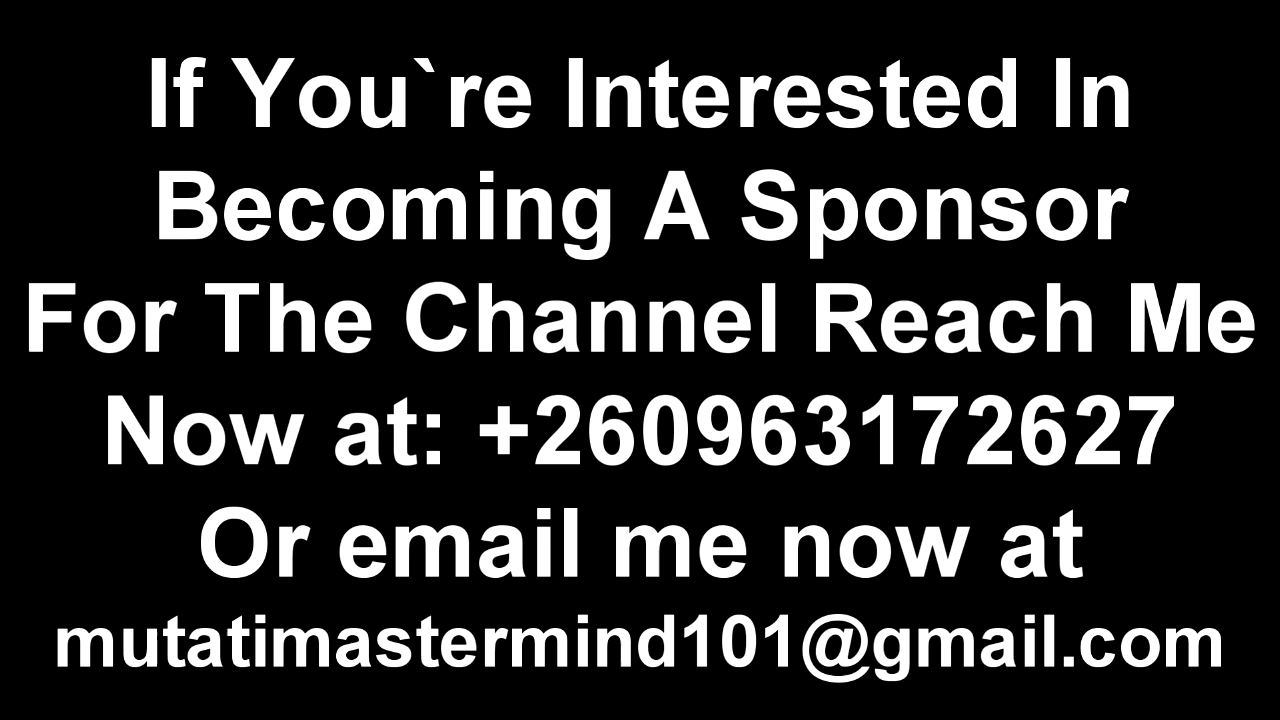 If You`re Interested In
Becoming A Sponsor
For The Channel Reach Me
Now at: +260963172627
Or email me now at
mutatimastermind101@gmail.com